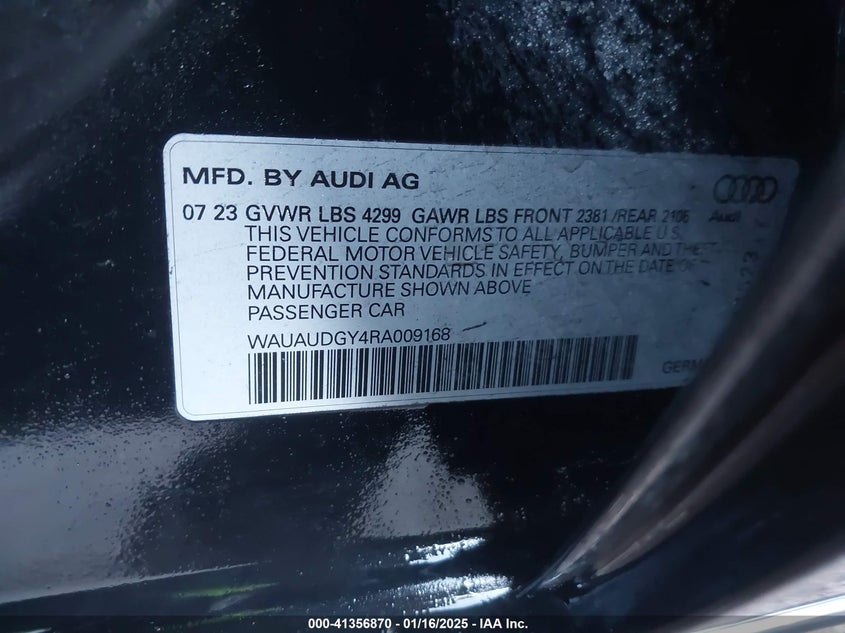 MFD. BY AUDI AG
07 23 GVWR LBS 4299 GAWR LBS FRONT 2381 /REAR 2106
Audi
THIS VEHICLE CONFORMS TO ALL APPLICABLE U.S.
FEDERAL MOTOR VEHICLE SAFETY, BUMPER AND THEFT
PREVENTION STANDARDS IN EFFECT ON THE DATE OF
MANUFACTURE SHOWN ABOVE
PASSENGER CAR
WAUAUDGY4RA009168
000-41356870 — 01/16/2025 — IAA Inc.